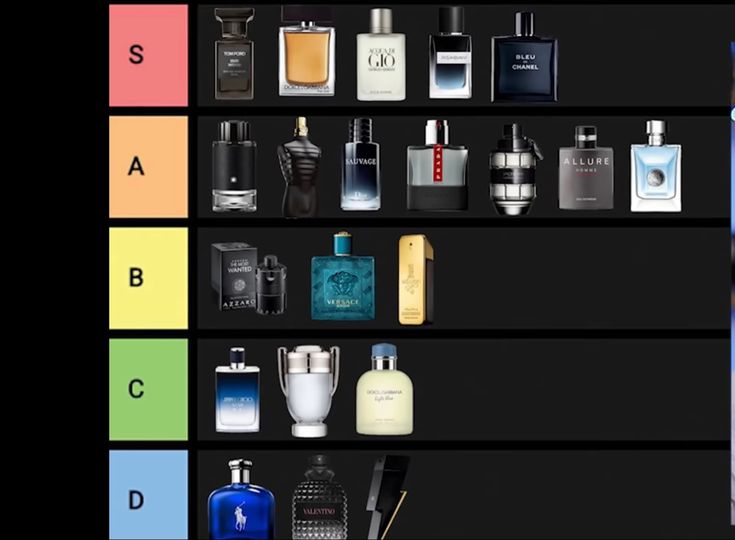 S
TOM FORD
DOLCE&GABBANA
ACQUA DI
GIÒ
GIORGIO ARMANI
BLEU
DE
CHANEL
A
SAUVAGE
Dior
ALLURE
HOMME
B
THE MOST
WANTED
AZZARO
VERSACE
C
JIMMY CHOO
DOLCE&GABBANA
Light Blue
D
VALENTINO